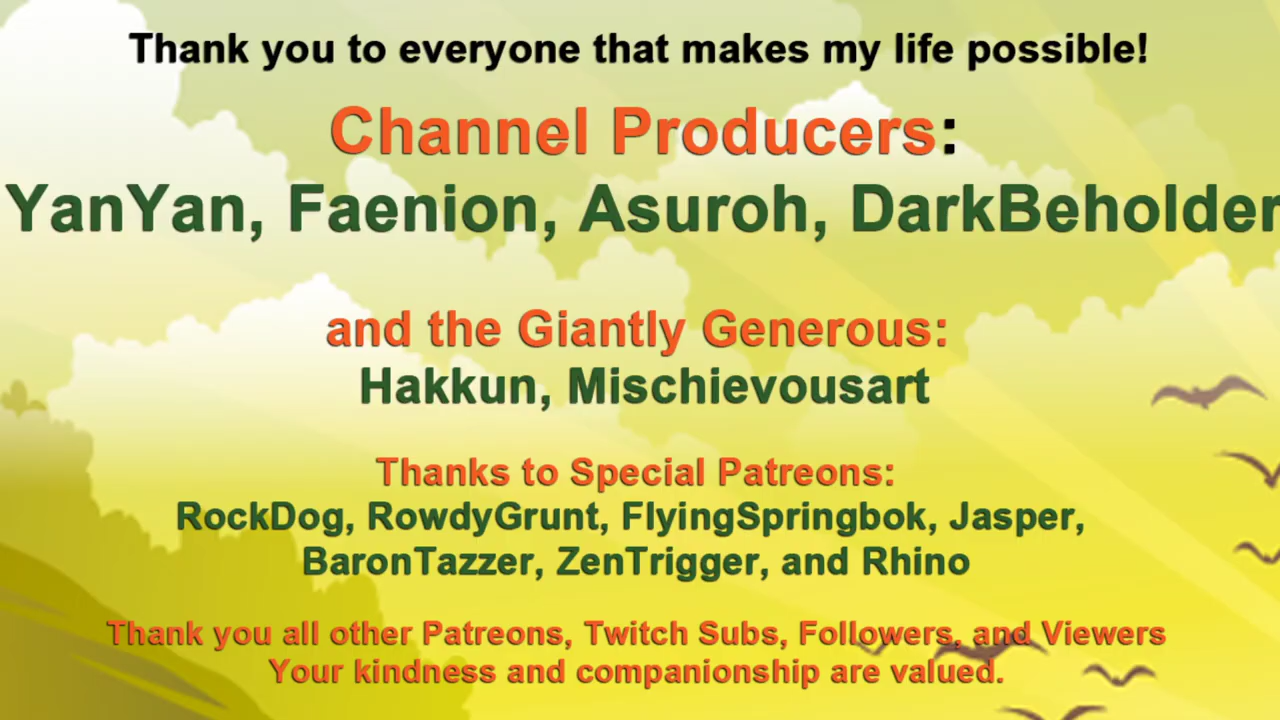 Thank you to everyone that makes my life possible!
Channel Producers:
YanYan, Faenion, Asuroh, DarkBeholder
and the Giantly Generous:
Hakkun, Mischievousart
Thanks to Special Patreons:
RockDog, RowdyGrunt, FlyingSpringbok, Jasper,
BaronTazzer, ZenTrigger, and Rhino
Thank you all other Patreons, Twitch Subs, Followers, and Viewers
Your kindness and companionship are valued.